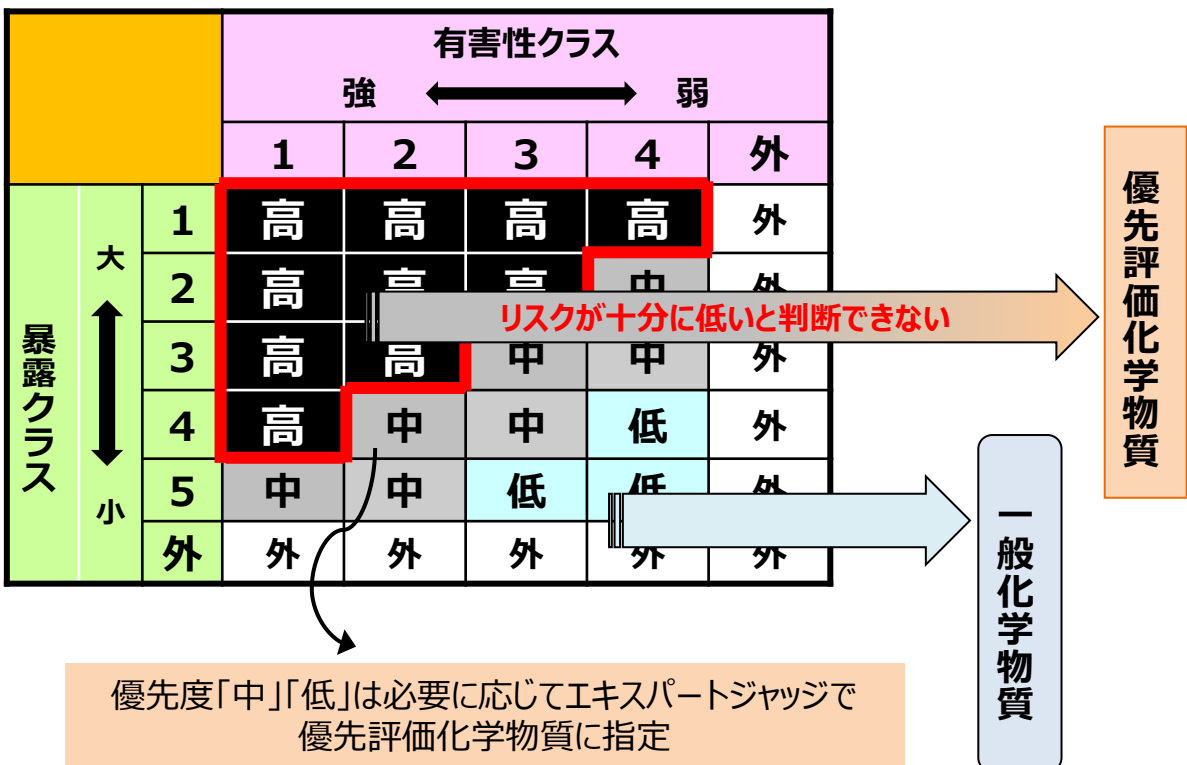 有害性クラス
強 弱
1 2 3 4 外
暴露クラス
大
小
1 高 高 高 高 外
2 高 高 高 中 外
リスクが十分に低いと判断できない
3 高 高 中 中 外
4 高 中 中 低 外
5 中 中 低 低 外
外 外 外 外 外 外
優先評価化学物質
一般化学物質
優先度「中」「低」は必要に応じてエキスパートジャッジで
優先評価化学物質に指定